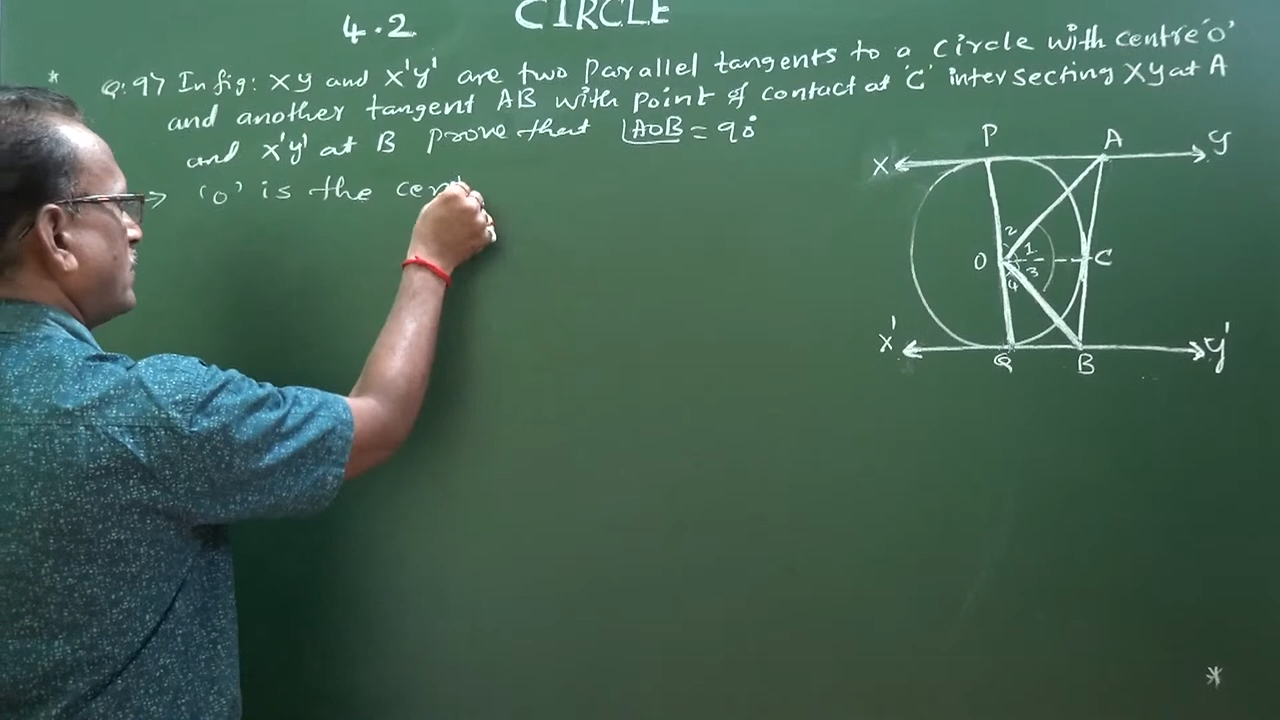 4.2 CIRCLE
* Q:9> In fig: XY and X'Y' are two parallel tangents to a circle with centre 'O'
and another tangent AB with point of contact at 'C' intersecting XY at A
and X'Y' at B prove that ∠AOB = 90°
→ 'O' is the cent
P A
X Y
2
O 1 C
3
4
X' Y'
Q B
*